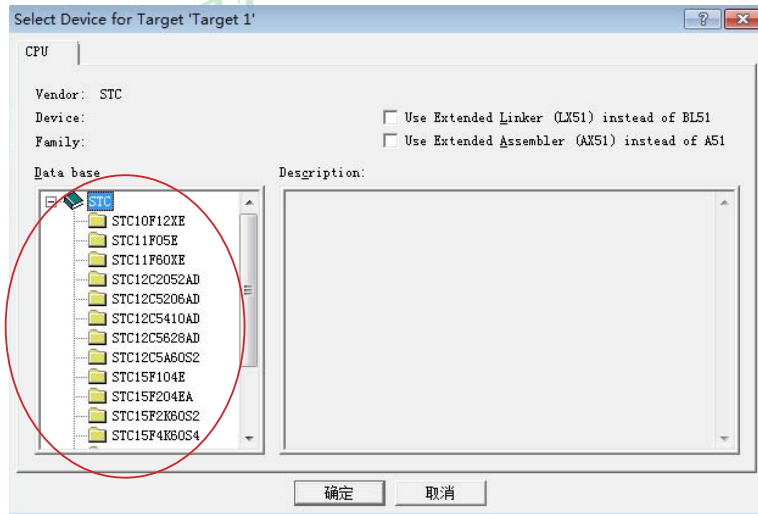 Select Device for Target 'Target 1'
CPU
Vendor: STC
Device:
Family:
Use Extended Linker (LX51) instead of BL51
Use Extended Assembler (AX51) instead of A51
Data base
Description:
STC
STC10F12XE
STC11F05E
STC11F60XE
STC12C2052AD
STC12C5206AD
STC12C5410AD
STC12C5628AD
STC12C5A60S2
STC15F104E
STC15F204EA
STC15F2K60S2
STC15F4K60S4
确定
取消